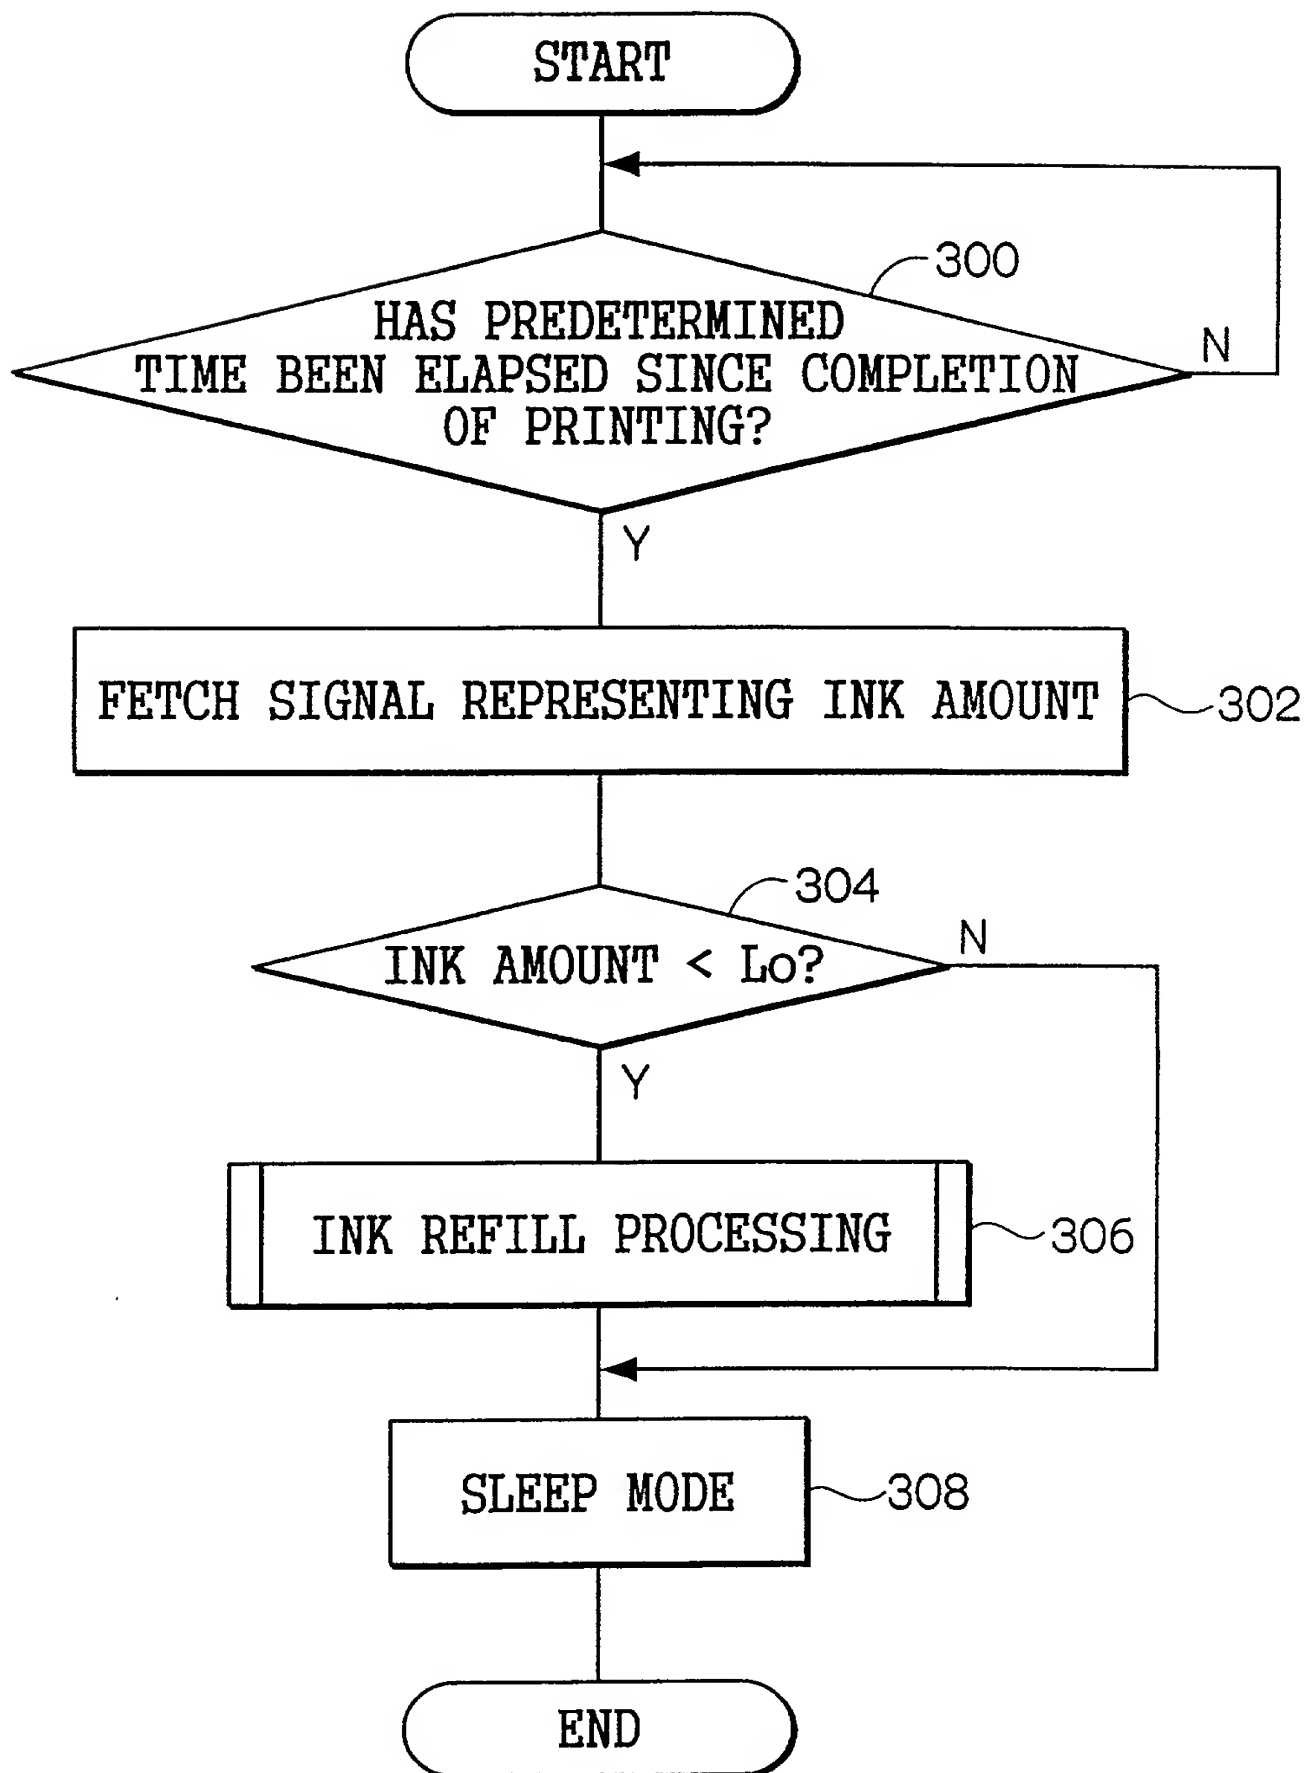 START
300
HAS PREDETERMINED
TIME BEEN ELAPSED SINCE COMPLETION
OF PRINTING?
N
Y
FETCH SIGNAL REPRESENTING INK AMOUNT
302
304
INK AMOUNT < Lo?
N
Y
INK REFILL PROCESSING
306
SLEEP MODE
308
END